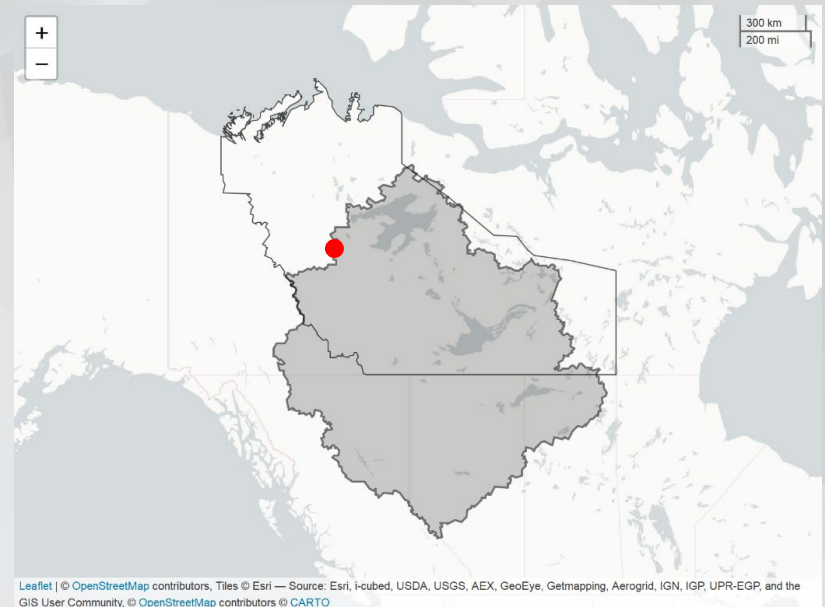 +
−
300 km
200 mi
Leaflet | © OpenStreetMap contributors, Tiles © Esri — Source: Esri, i-cubed, USDA, USGS, AEX, GeoEye, Getmapping, Aerogrid, IGN, IGP, UPR-EGP, and the
GIS User Community, © OpenStreetMap contributors © CARTO